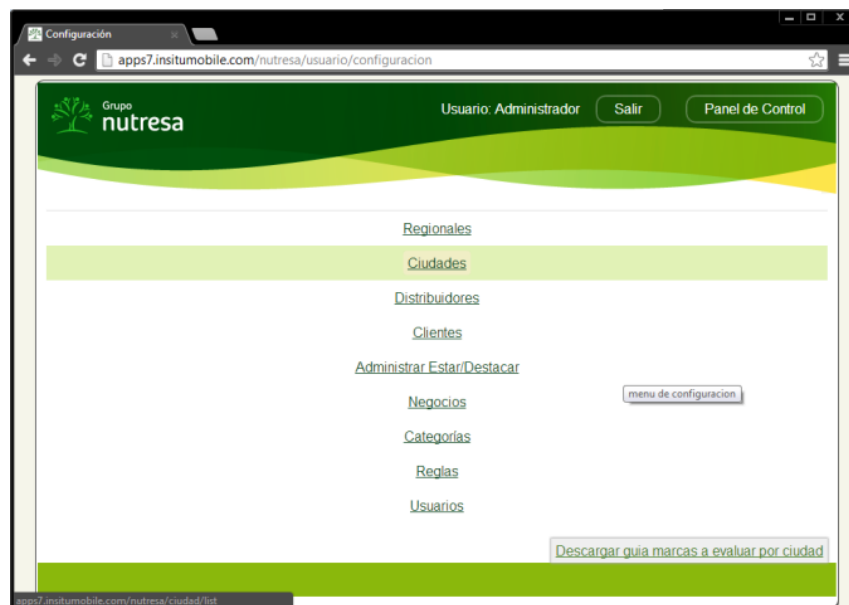 Configuración
apps7.insitumobile.com/nutresa/usuario/configuracion
Grupo
nutresa
Usuario: Administrador
Salir
Panel de Control
Regionales
Ciudades
Distribuidores
Clientes
Administrar Estar/Destacar
menu de configuracion
Negocios
Categorías
Reglas
Usuarios
Descargar guia marcas a evaluar por ciudad
apps7.insitumobile.com/nutresa/ciudad/list